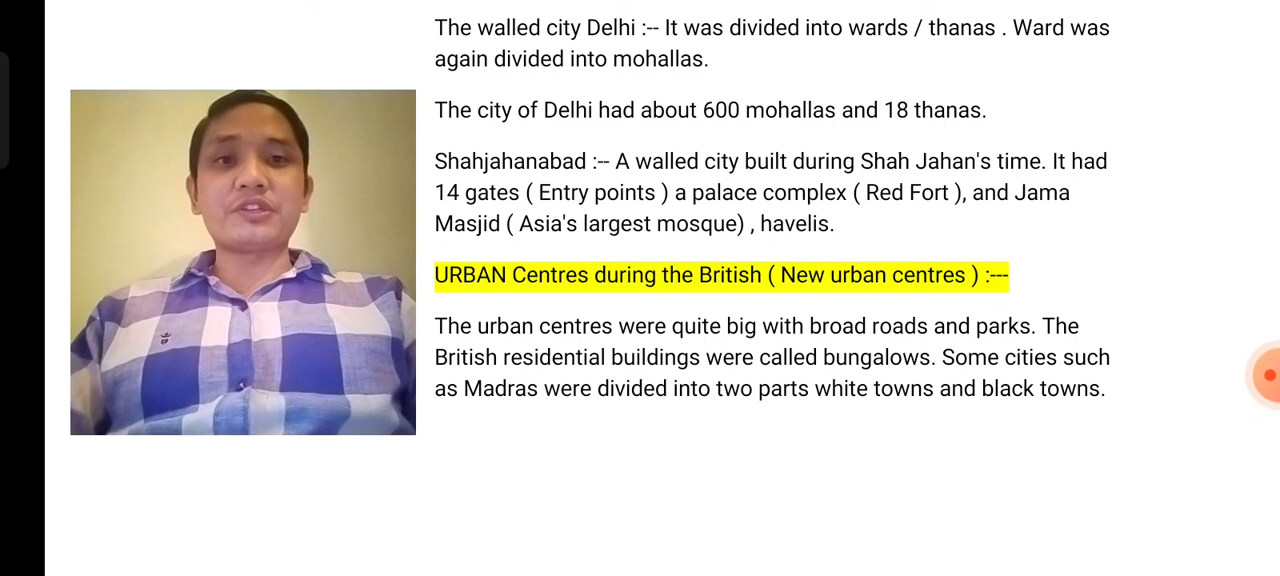 The walled city Delhi :-- It was divided into wards / thanas . Ward was
again divided into mohallas.
The city of Delhi had about 600 mohallas and 18 thanas.
Shahjahanabad :-- A walled city built during Shah Jahan's time. It had
14 gates ( Entry points ) a palace complex ( Red Fort ), and Jama
Masjid ( Asia's largest mosque) , havelis.
URBAN Centres during the British ( New urban centres ) :---
The urban centres were quite big with broad roads and parks. The
British residential buildings were called bungalows. Some cities such
as Madras were divided into two parts white towns and black towns.